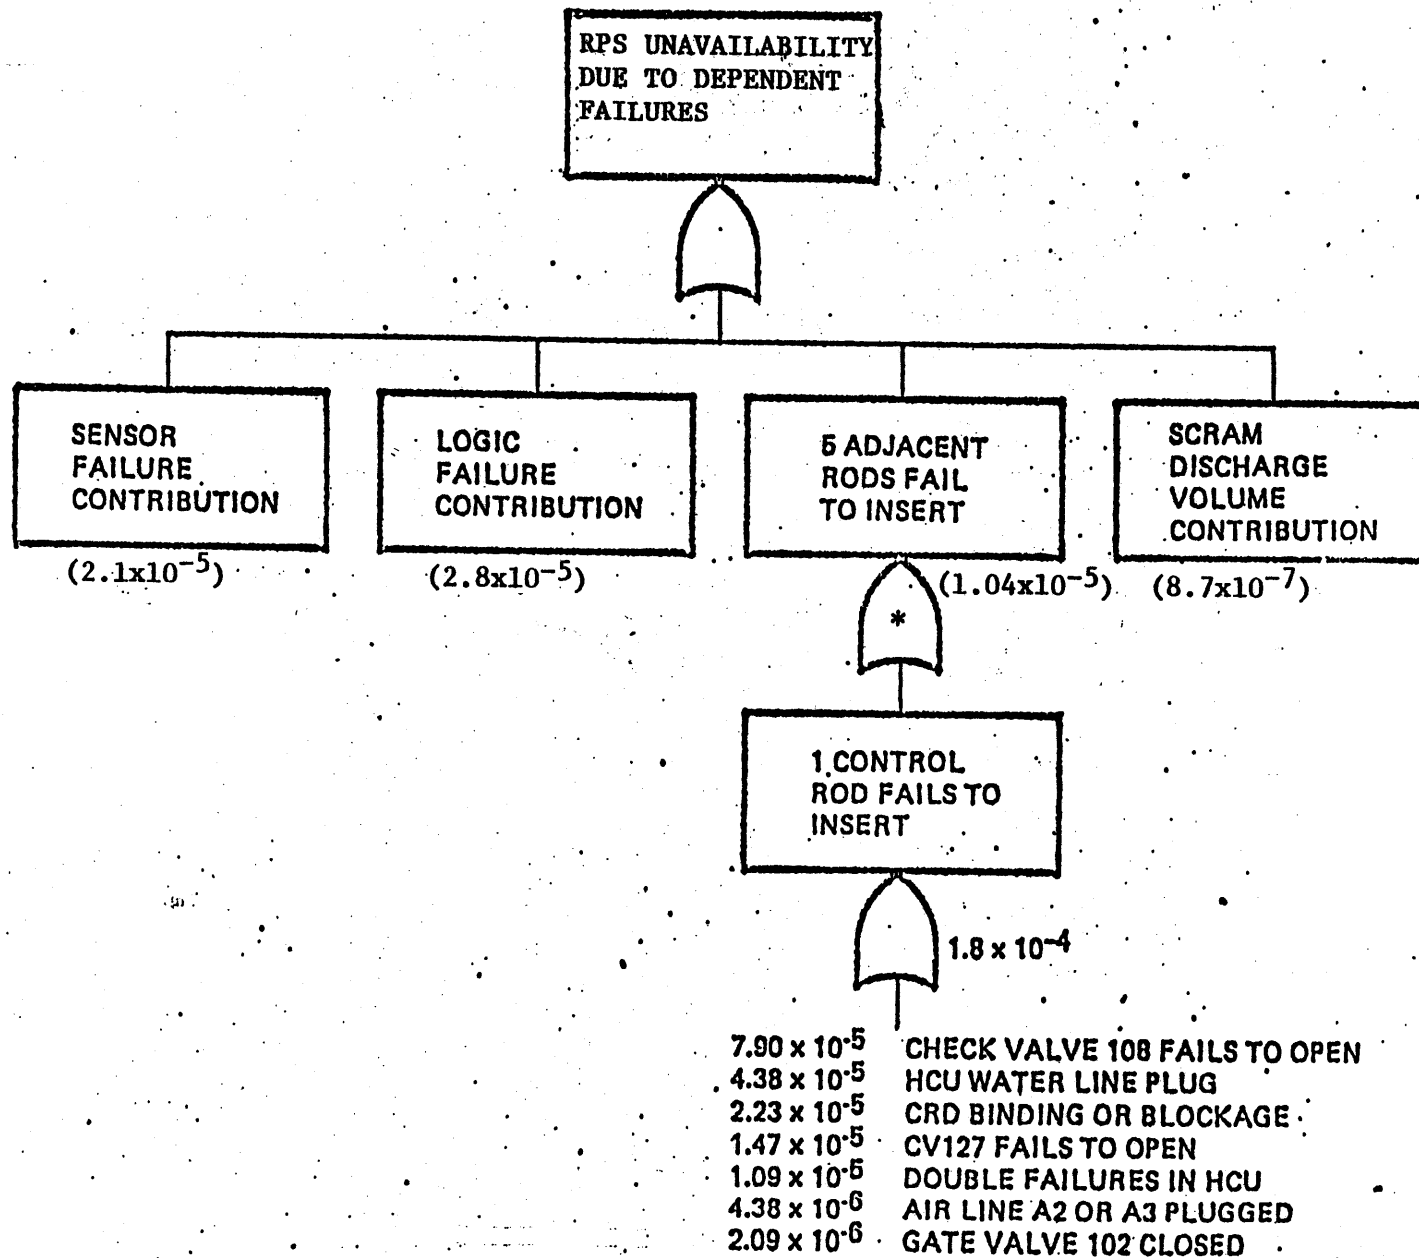 RPS UNAVAILABILITY
DUE TO DEPENDENT
FAILURES
SENSOR
FAILURE
CONTRIBUTION
(2.1x10⁻⁵)
LOGIC
FAILURE
CONTRIBUTION
(2.8x10⁻⁵)
5 ADJACENT
RODS FAIL
TO INSERT
(1.04x10⁻⁵)
SCRAM
DISCHARGE
VOLUME
CONTRIBUTION
(8.7x10⁻⁷)
*
1 CONTROL
ROD FAILS TO
INSERT
1.8 x 10⁻⁴
7.90 x 10⁻⁵ CHECK VALVE 108 FAILS TO OPEN
4.38 x 10⁻⁵ HCU WATER LINE PLUG
2.23 x 10⁻⁵ CRD BINDING OR BLOCKAGE
1.47 x 10⁻⁵ CV127 FAILS TO OPEN
1.09 x 10⁻⁵ DOUBLE FAILURES IN HCU
4.38 x 10⁻⁶ AIR LINE A2 OR A3 PLUGGED
2.09 x 10⁻⁶ GATE VALVE 102 CLOSED